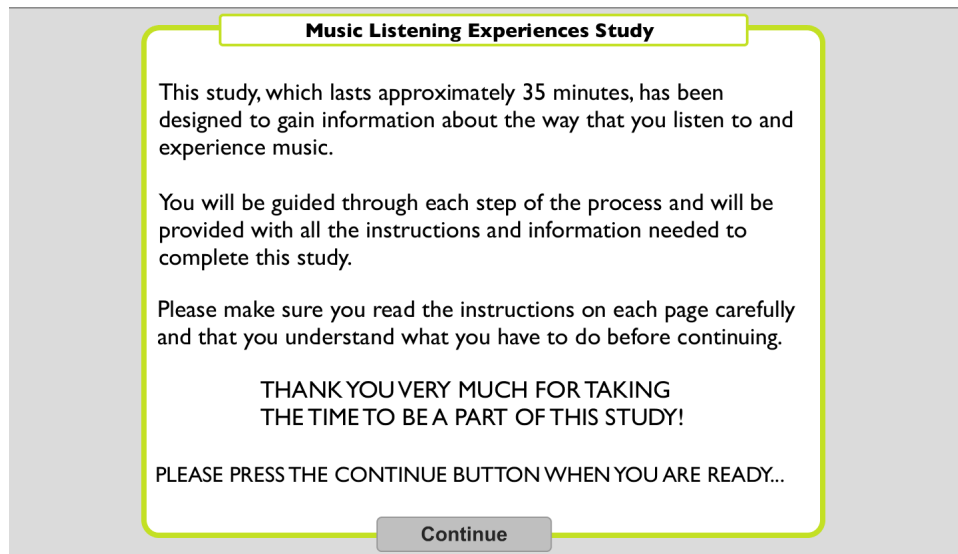 Music Listening Experiences Study
This study, which lasts approximately 35 minutes, has been
designed to gain information about the way that you listen to and
experience music.
You will be guided through each step of the process and will be
provided with all the instructions and information needed to
complete this study.
Please make sure you read the instructions on each page carefully
and that you understand what you have to do before continuing.
THANK YOU VERY MUCH FOR TAKING
THE TIME TO BE A PART OF THIS STUDY!
PLEASE PRESS THE CONTINUE BUTTON WHEN YOU ARE READY...
Continue